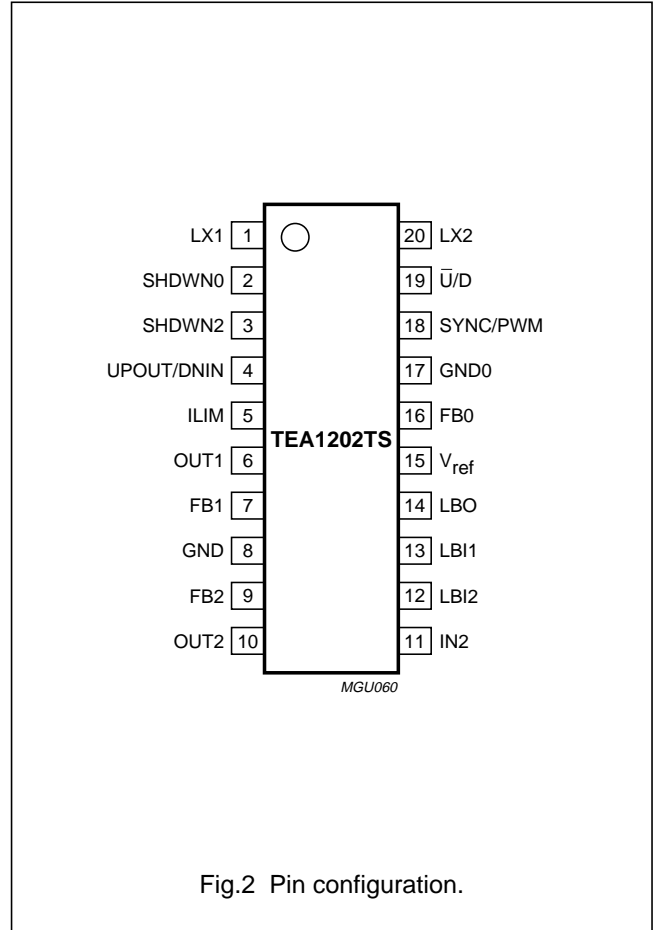 LX1 1 20 LX2
SHDWN0 2 19 U̅/D
SHDWN2 3 18 SYNC/PWM
UPOUT/DNIN 4 17 GND0
ILIM 5 16 FB0
TEA1202TS
OUT1 6 15 Vref
FB1 7 14 LBO
GND 8 13 LBI1
FB2 9 12 LBI2
OUT2 10 11 IN2
MGU060
Fig.2 Pin configuration.